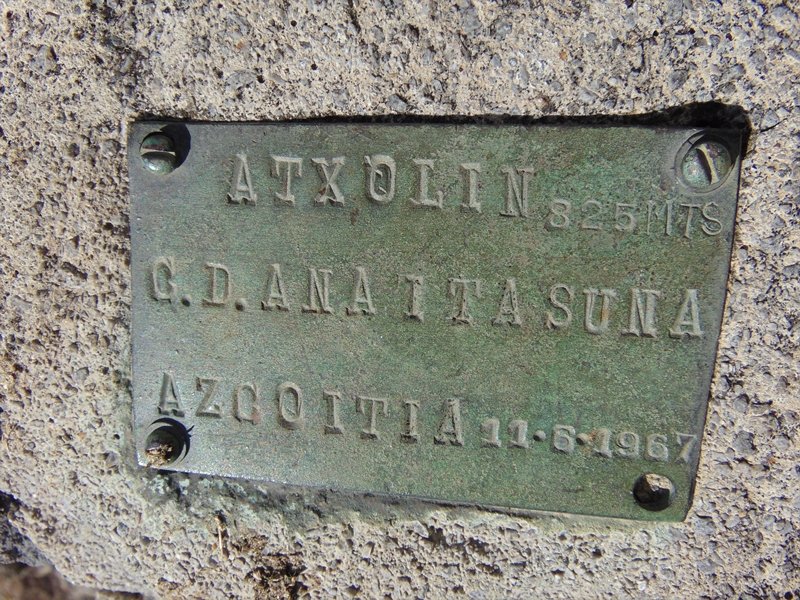 ATXOLIN 825 MTS
C.D. ANAITASUNA
AZCOITIA 11·6·1967